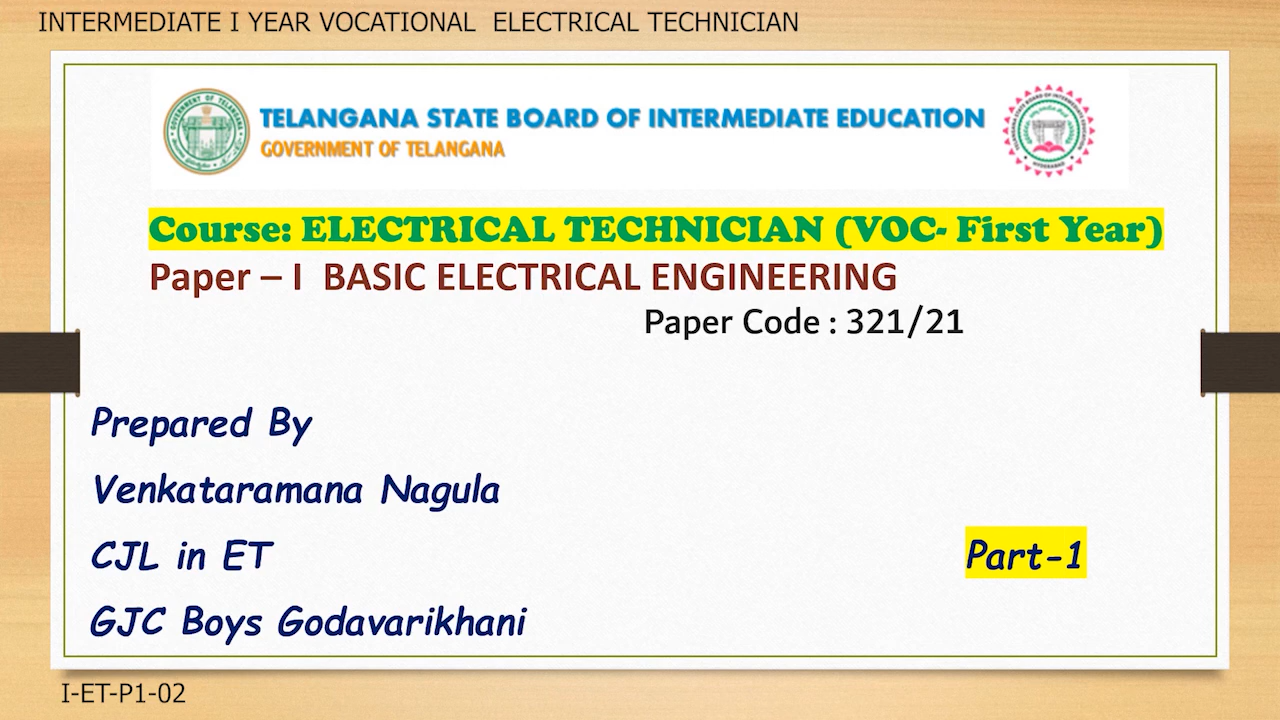 INTERMEDIATE I YEAR VOCATIONAL ELECTRICAL TECHNICIAN
TELANGANA STATE BOARD OF INTERMEDIATE EDUCATION
GOVERNMENT OF TELANGANA
Course: ELECTRICAL TECHNICIAN (VOC- First Year)
Paper – I BASIC ELECTRICAL ENGINEERING
Paper Code : 321/21
Prepared By
Venkataramana Nagula
CJL in ET
Part-1
GJC Boys Godavarikhani
I-ET-P1-02